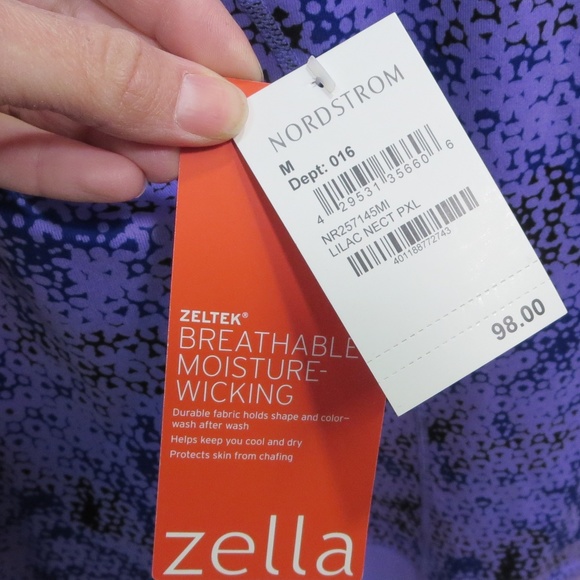 NORDSTROM
M
Dept: 016
4 29531 35660 6
NR257145MI
LILAC NECT PXL
401188772743
98.00
ZELTEK®
BREATHABLE
MOISTURE-
WICKING
Durable fabric holds shape and color—
wash after wash
Helps keep you cool and dry
Protects skin from chafing
zella